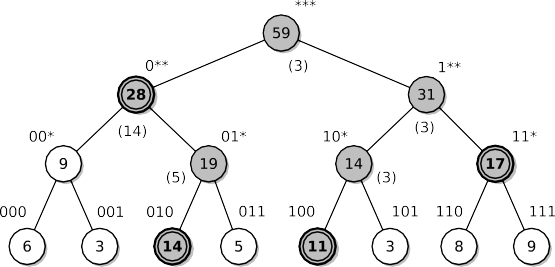 ***
59
(3)
0** 1**
28 31
(14) (3)
00* 01* 10* 11*
9 19 14 17
(5) (3)
000 001 010 011 100 101 110 111
6 3 14 5 11 3 8 9